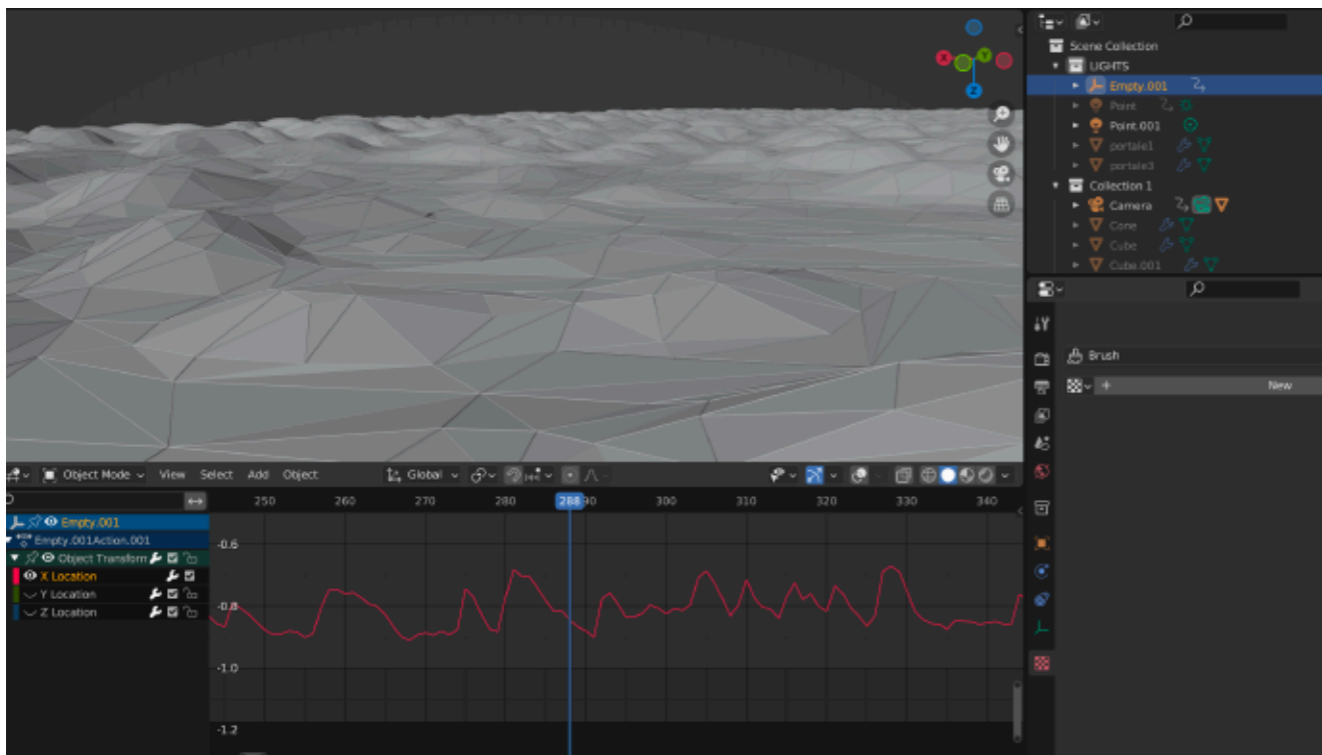 X Y
Z
Scene Collection
LIGHTS
Empty.001
Point
Point.001
portale1
portale3
Collection 1
Camera
Cone
Cube
Cube.001
Brush
+ New
Object Mode View Select Add Object Global
250 260 270 280 288 90 300 310 320 330 340
Empty.001
Empty.001Action.001
Object Transform
X Location
Y Location
Z Location
-0.6
-0.8
-1.0
-1.2